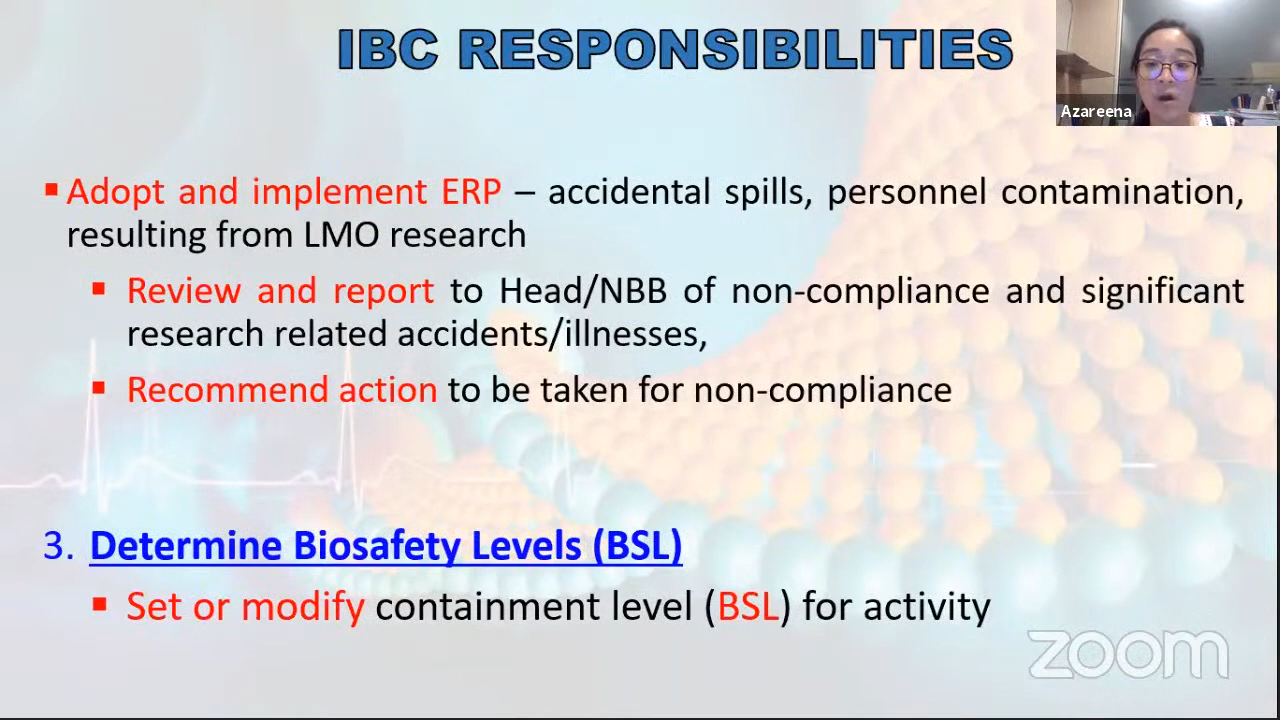 IBC RESPONSIBILITIES
Azareena
▪ Adopt and implement ERP – accidental spills, personnel contamination,
resulting from LMO research
▪ Review and report to Head/NBB of non-compliance and significant
research related accidents/illnesses,
▪ Recommend action to be taken for non-compliance
3. Determine Biosafety Levels (BSL)
▪ Set or modify containment level (BSL) for activity
zoom